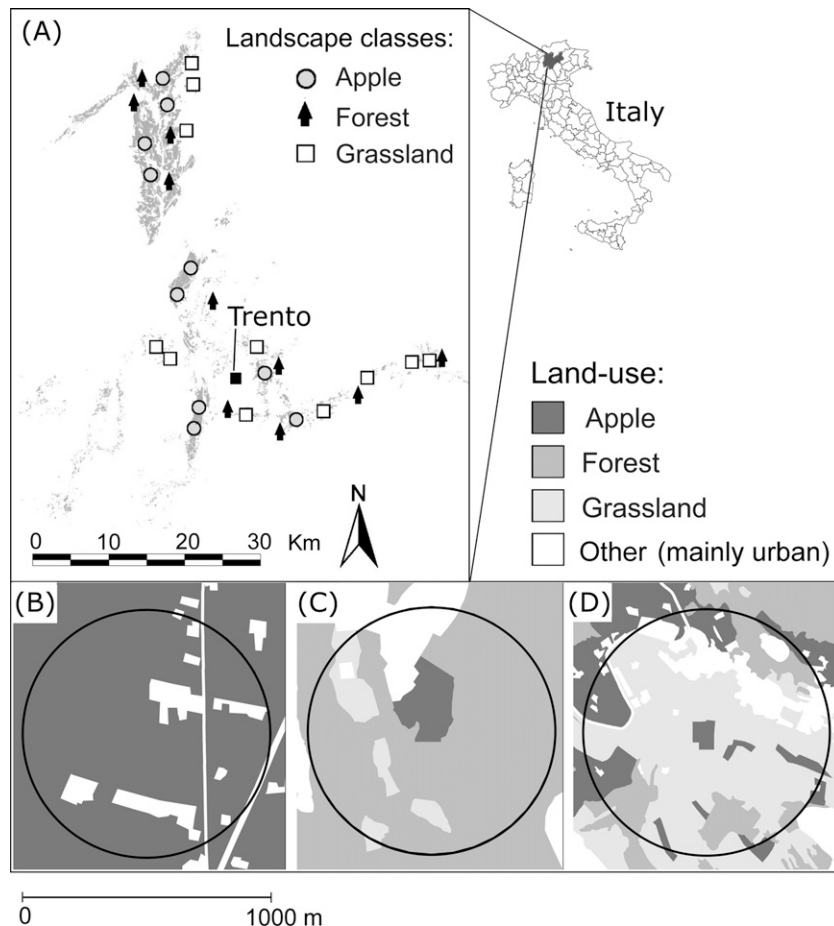 (A)
Landscape classes:
Apple
Forest
Grassland
Italy
Trento
N
0 10 20 30 Km
Land-use:
Apple
Forest
Grassland
Other (mainly urban)
(B)
(C)
(D)
0 1000 m